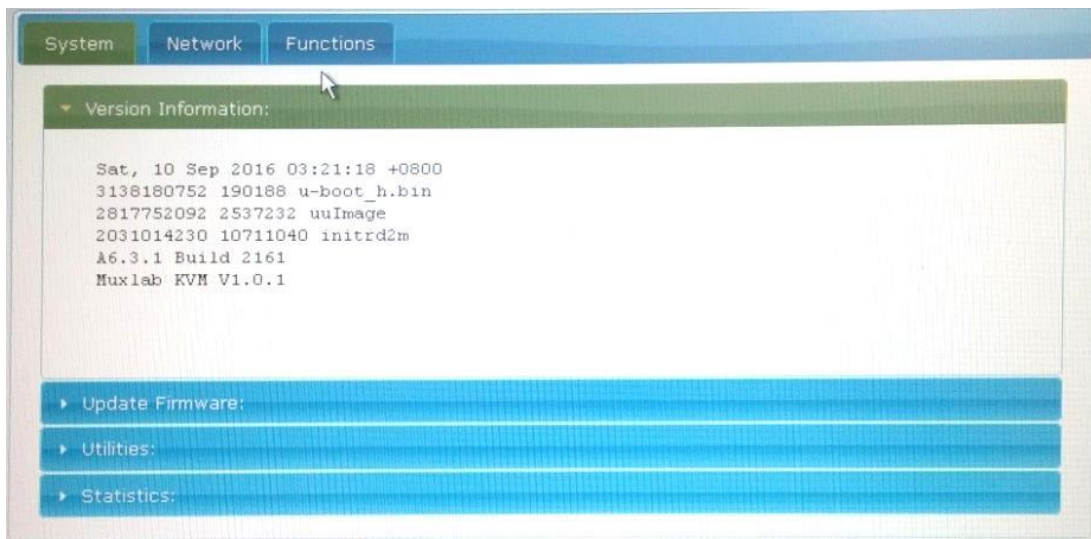 System
Network
Functions
Version Information:
Sat, 10 Sep 2016 03:21:18 +0800
3138180752 190188 u-boot_h.bin
2817752092 2537232 uuImage
2031014230 10711040 initrd2m
A6.3.1 Build 2161
Muxlab KVM V1.0.1
Update Firmware:
Utilities:
Statistics: